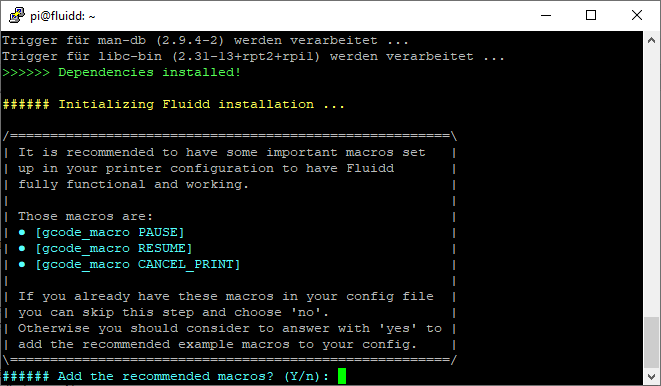 pi@fluidd: ~
Trigger für man-db (2.9.4-2) werden verarbeitet ...
Trigger für libc-bin (2.31-13+rpt2+rpi1) werden verarbeitet ...
>>>>>> Dependencies installed!
###### Initializing Fluidd installation ...
/=======================================================\
| It is recommended to have some important macros set |
| up in your printer configuration to have Fluidd |
| fully functional and working. |
| |
| Those macros are: |
| ● [gcode_macro PAUSE] |
| ● [gcode_macro RESUME] |
| ● [gcode_macro CANCEL_PRINT] |
| |
| If you already have these macros in your config file |
| you can skip this step and choose 'no'. |
| Otherwise you should consider to answer with 'yes' to |
| add the recommended example macros to your config. |
\=======================================================/
###### Add the recommended macros? (Y/n):